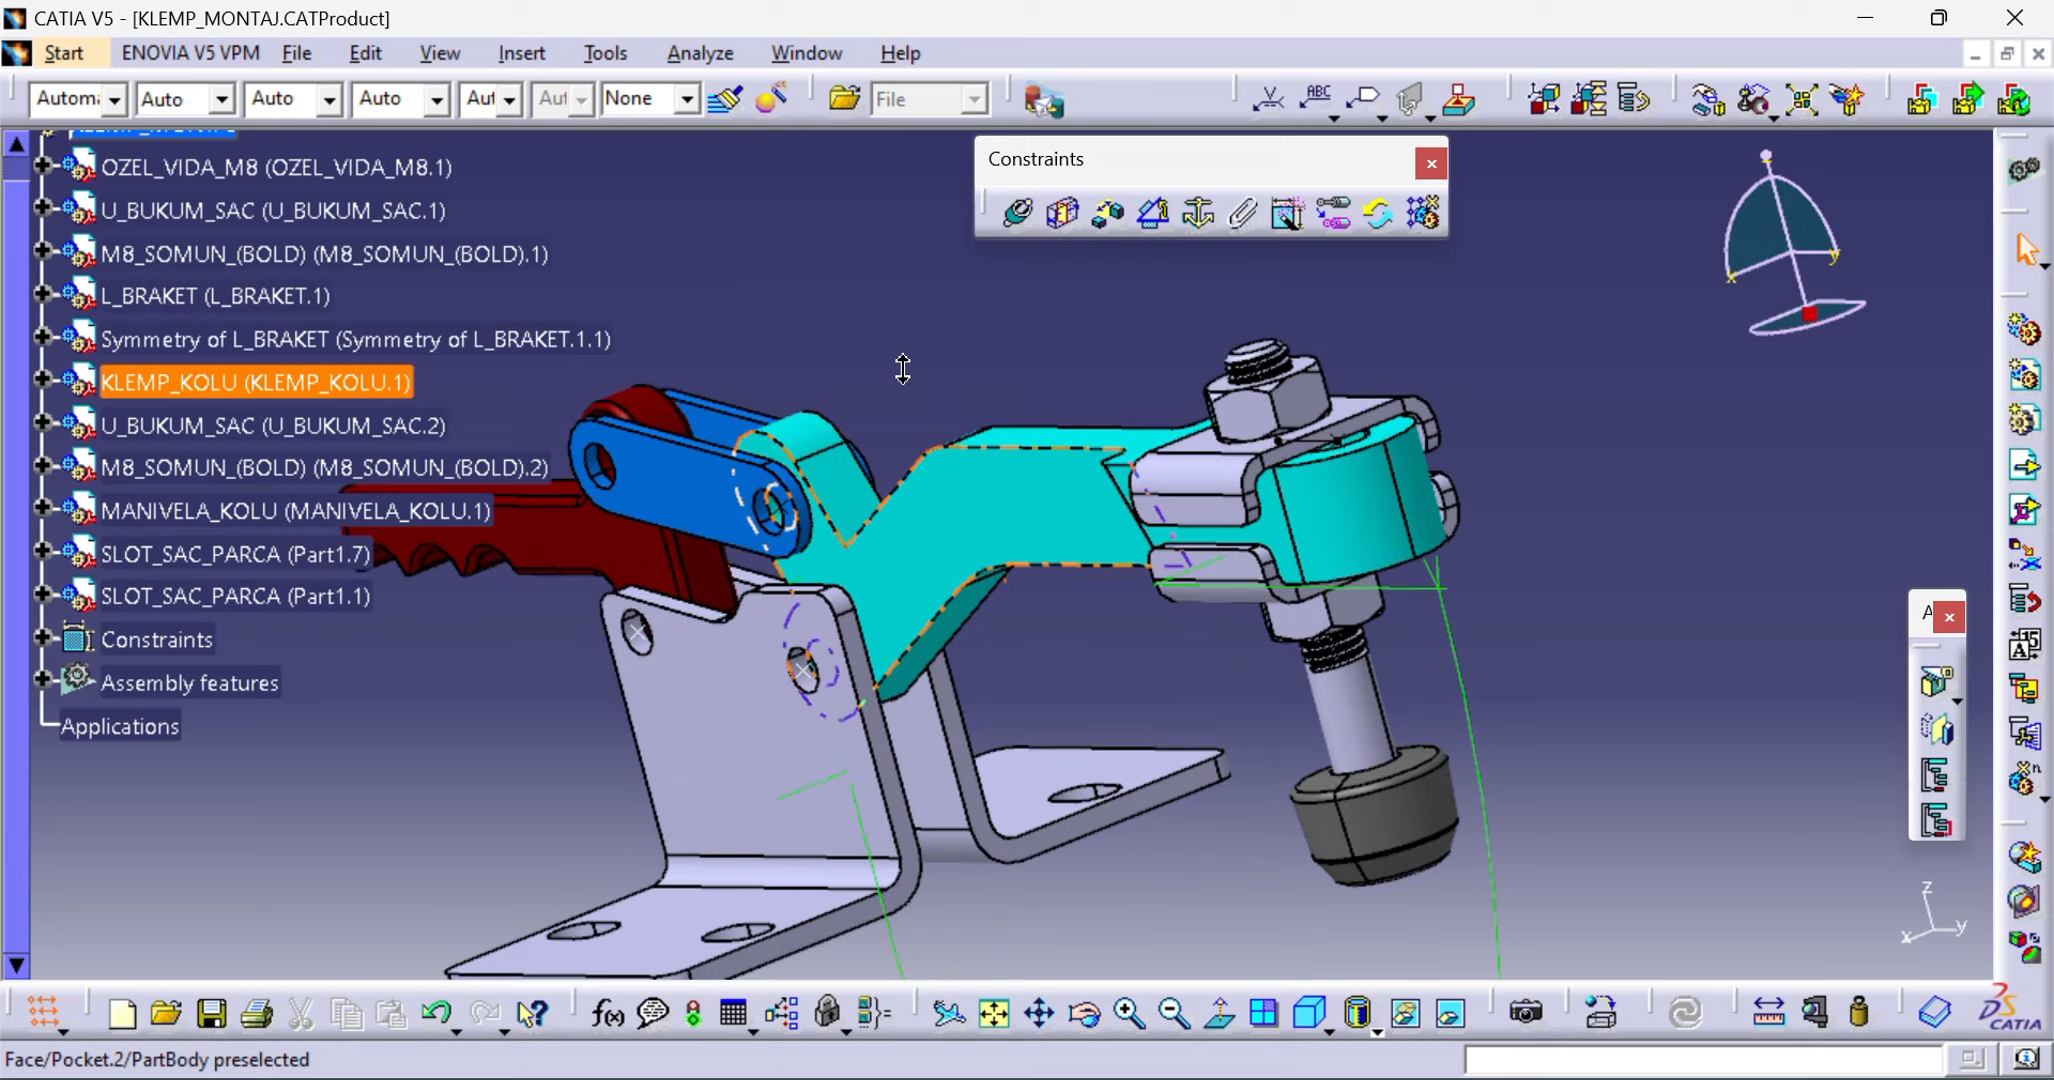 CATIA V5 - [KLEMP_MONTAJ.CATProduct]
Start ENOVIA V5 VPM File Edit View Insert Tools Analyze Window Help
Auto Auto Auto None File
ABC
Constraints
OZEL_VIDA_M8 (OZEL_VIDA_M8.1)
U_BUKUM_SAC (U_BUKUM_SAC.1)
M8_SOMUN_(BOLD) (M8_SOMUN_(BOLD).1)
L_BRAKET (L_BRAKET.1)
Symmetry of L_BRAKET (Symmetry of L_BRAKET.1.1)
KLEMP_KOLU (KLEMP_KOLU.1)
U_BUKUM_SAC (U_BUKUM_SAC.2)
M8_SOMUN_(BOLD) (M8_SOMUN_(BOLD).2)
MANIVELA_KOLU (MANIVELA_KOLU.1)
SLOT_SAC_PARCA (Part1.7)
SLOT_SAC_PARCA (Part1.1)
Constraints
Assembly features
Applications
x
y
z
x y
f(x)
CATIA
Face/Pocket.2/PartBody preselected